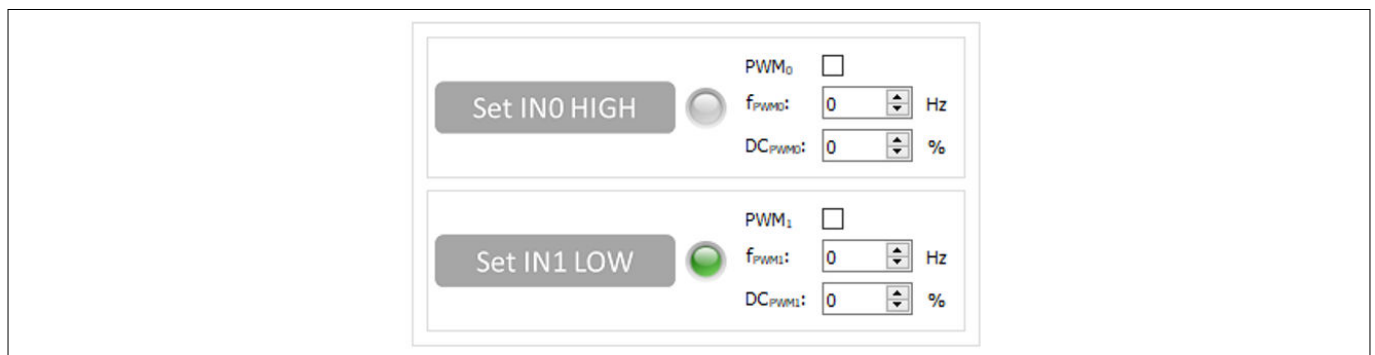 PWM₀
Set IN0 HIGH
fPWM0: 0 Hz
DCPWM0: 0 %
PWM₁
Set IN1 LOW
fPWM1: 0 Hz
DCPWM1: 0 %